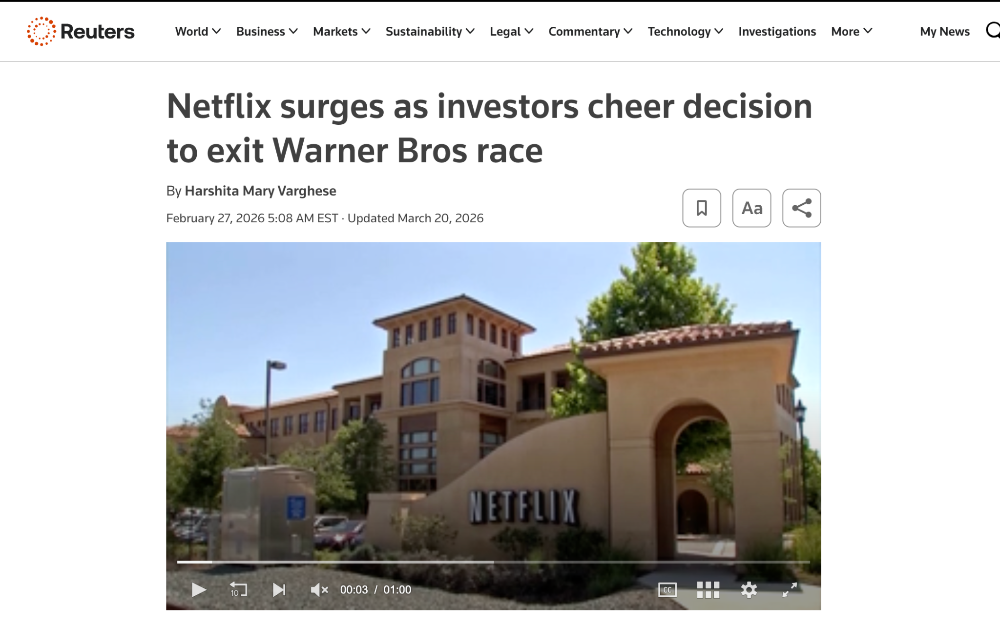 Reuters
World Business Markets Sustainability Legal Commentary Technology Investigations More My News
Netflix surges as investors cheer decision
to exit Warner Bros race
By Harshita Mary Varghese
February 27, 2026 5:08 AM EST · Updated March 20, 2026
Aa
NETFLIX
10 00:03 / 01:00 CC